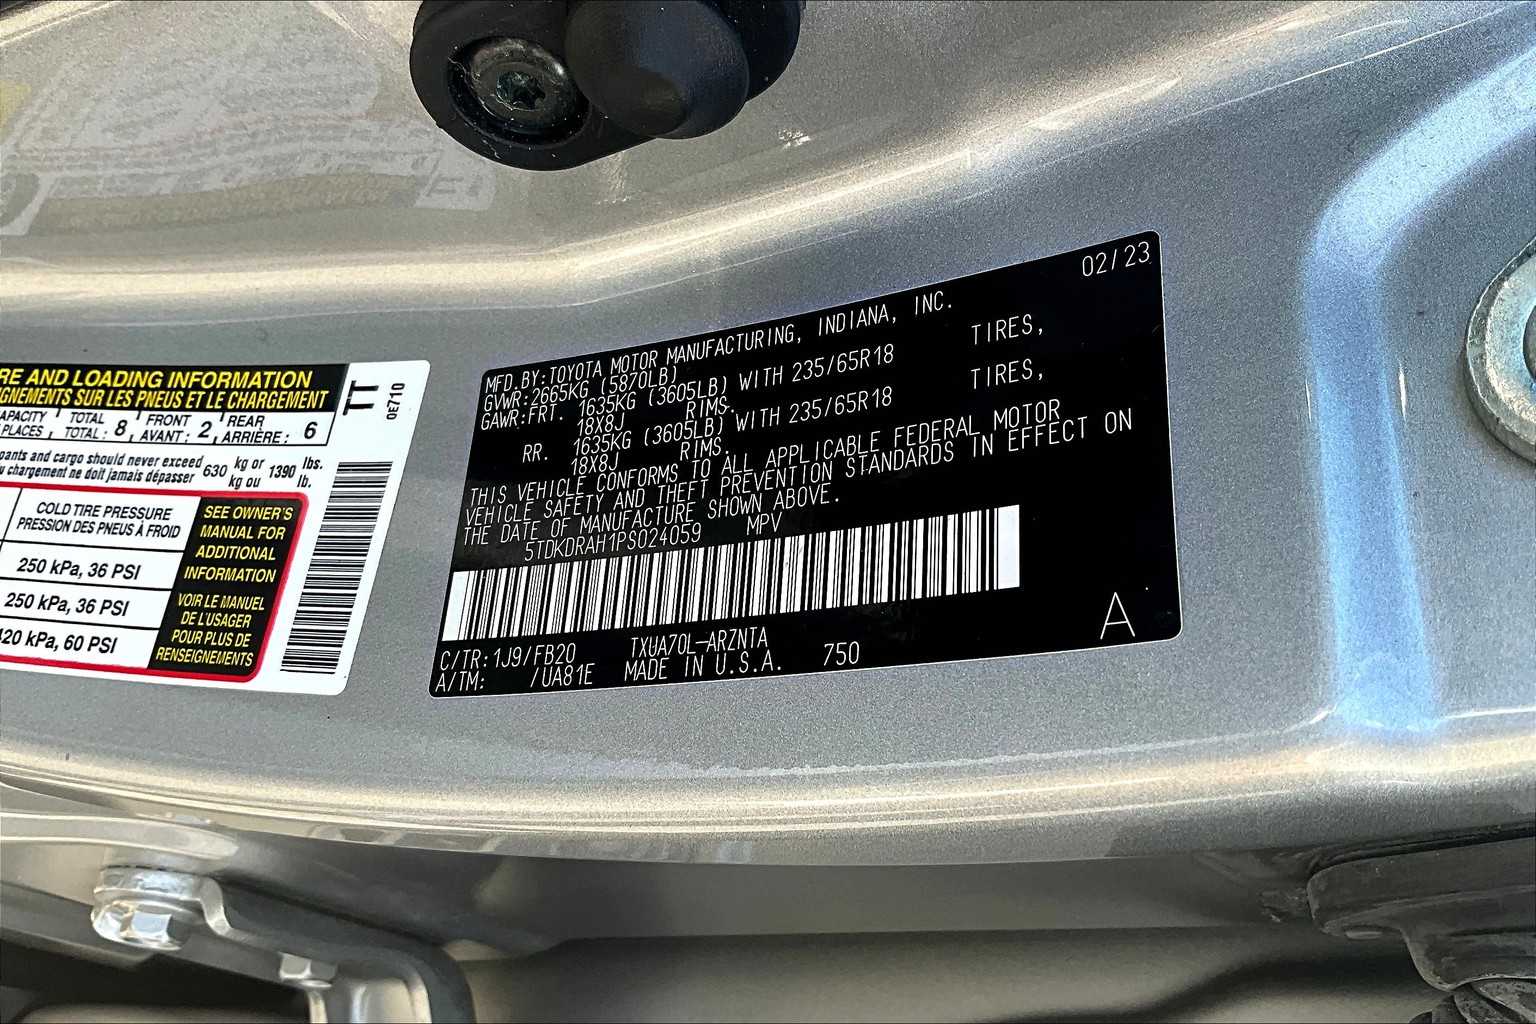 RE AND LOADING INFORMATION
GNEMENTS SUR LES PNEUS ET LE CHARGEMENT
TT
0E710
APACITY TOTAL FRONT REAR
PLACES TOTAL : 8 AVANT : 2 ARRIÈRE : 6
pants and cargo should never exceed 630 kg or 1390 lbs.
u chargement ne doit jamais dépasser kg ou lb.
COLD TIRE PRESSURE
PRESSION DES PNEUS À FROID
250 kPa, 36 PSI
250 kPa, 36 PSI
420 kPa, 60 PSI
SEE OWNER'S
MANUAL FOR
ADDITIONAL
INFORMATION
VOIR LE MANUEL
DE L'USAGER
POUR PLUS DE
RENSEIGNEMENTS
02/23
MFD.BY:TOYOTA MOTOR MANUFACTURING, INDIANA, INC.
GVWR:2665KG (5870LB)
GAWR:FRT. 1635KG (3605LB) WITH 235/65R18 TIRES,
18X8J RIMS.
RR. 1635KG (3605LB) WITH 235/65R18 TIRES,
18X8J RIMS.
THIS VEHICLE CONFORMS TO ALL APPLICABLE FEDERAL MOTOR
VEHICLE SAFETY AND THEFT PREVENTION STANDARDS IN EFFECT ON
THE DATE OF MANUFACTURE SHOWN ABOVE.
5TDKDRAH1PS024059 MPV
C/TR:1J9/FB20 TXUA70L-ARZNTA
A/TM: /UA81E MADE IN U.S.A. 750
A